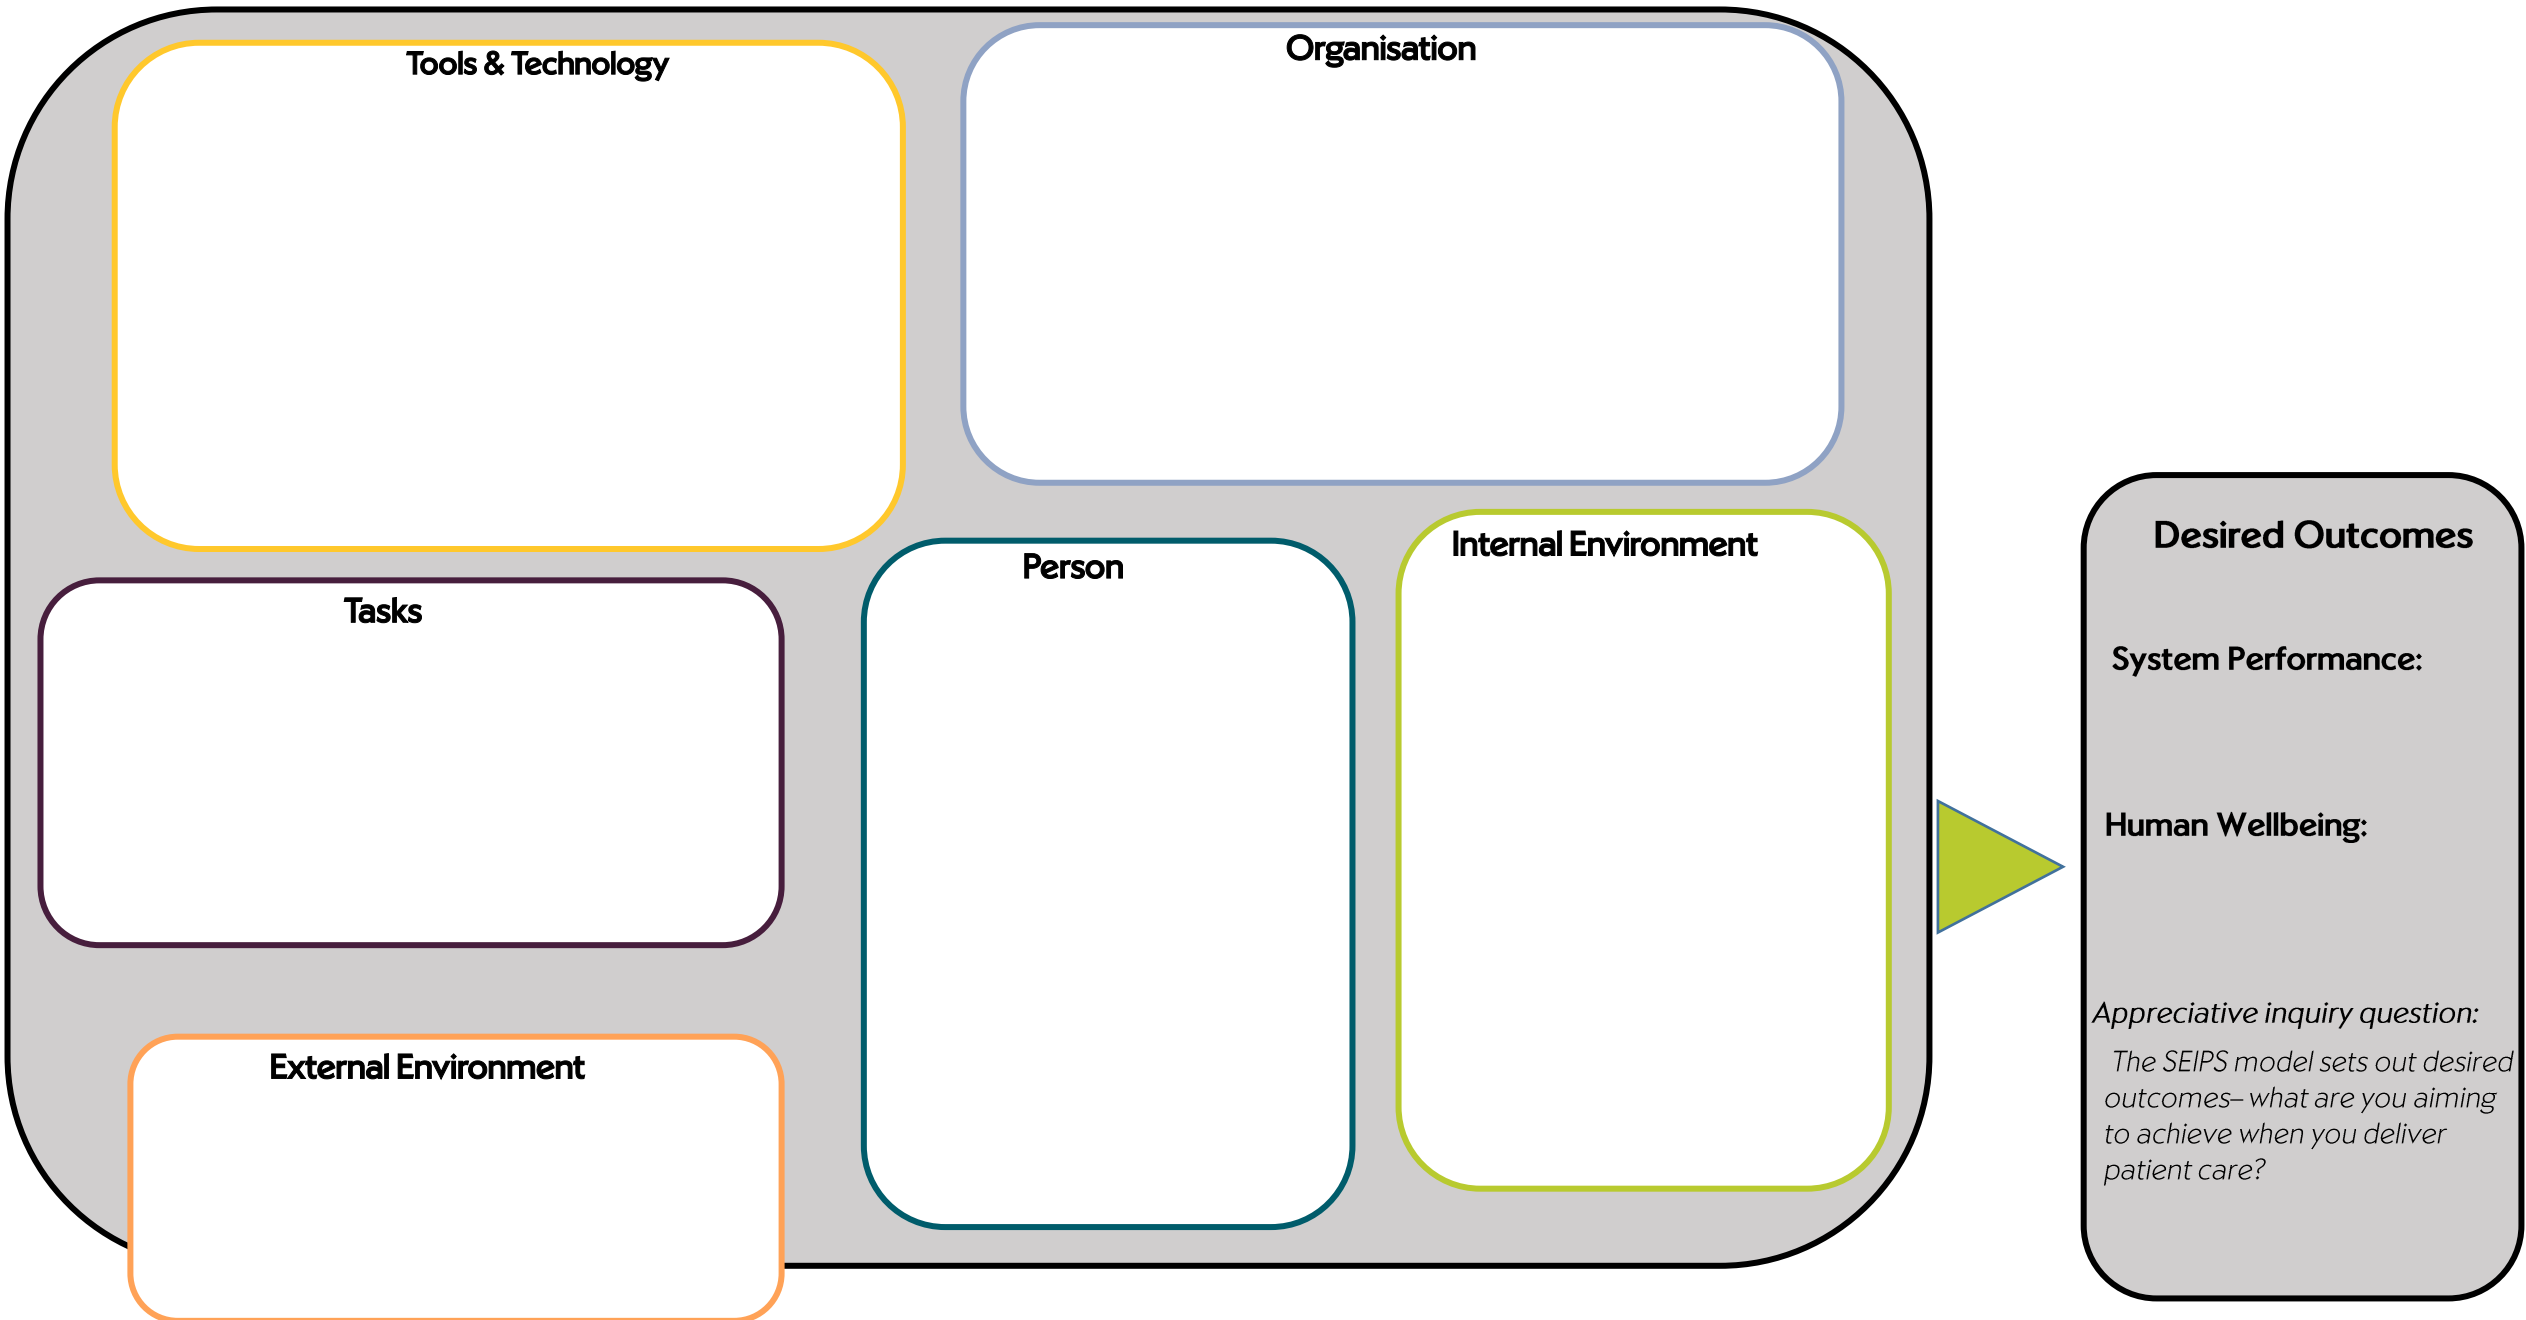 Tools & Technology
Organisation
Tasks
Person
Internal Environment
External Environment
Desired Outcomes
System Performance:
Human Wellbeing:
Appreciative inquiry question:
The SEIPS model sets out desired
outcomes– what are you aiming
to achieve when you deliver
patient care?